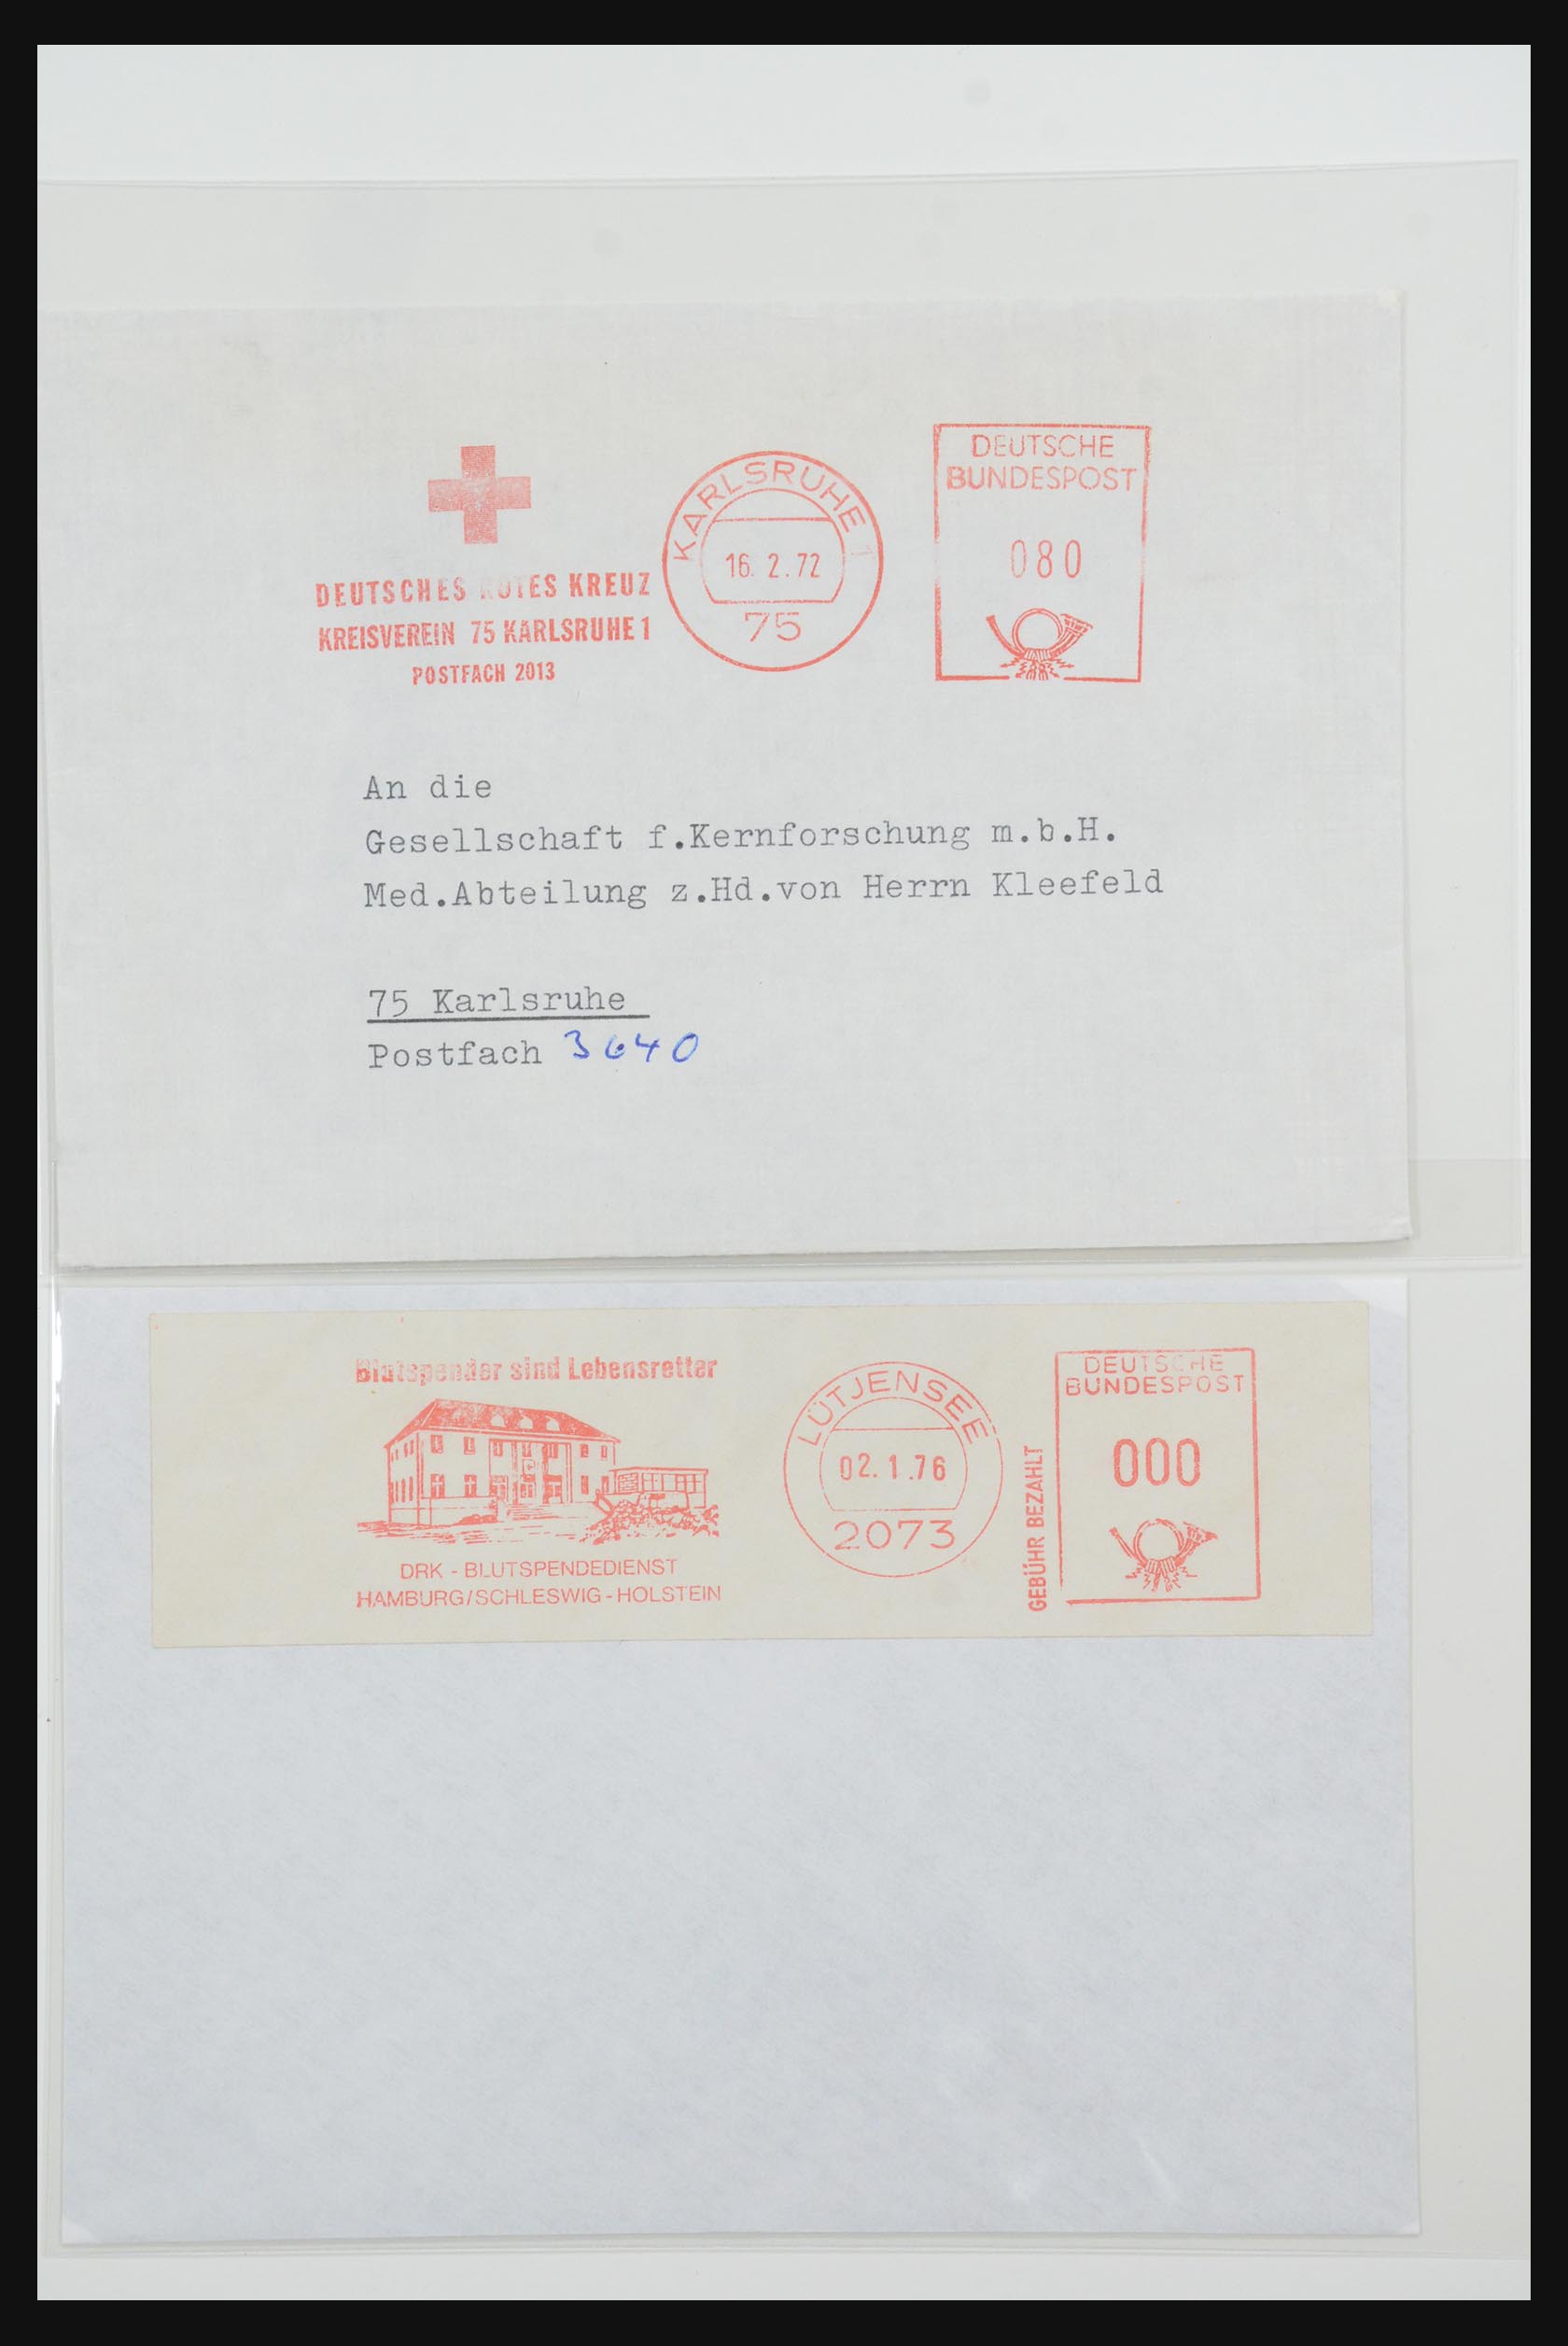 DEUTSCHES ROTES KREUZ
KREISVEREIN 75 KARLSRUHE 1
POSTFACH 2013
KARLSRUHE 1
16. 2. 72
75
DEUTSCHE
BUNDESPOST
080
An die
Gesellschaft f.Kernforschung m.b.H.
Med.Abteilung z.Hd.von Herrn Kleefeld
75 Karlsruhe
Postfach 3640
Blutspender sind Lebensretter
DRK - BLUTSPENDEDIENST
HAMBURG/SCHLESWIG-HOLSTEIN
LÜTJENSEE
02. 1 .76
2073
GEBÜHR BEZAHLT
DEUTSCHE
BUNDESPOST
000